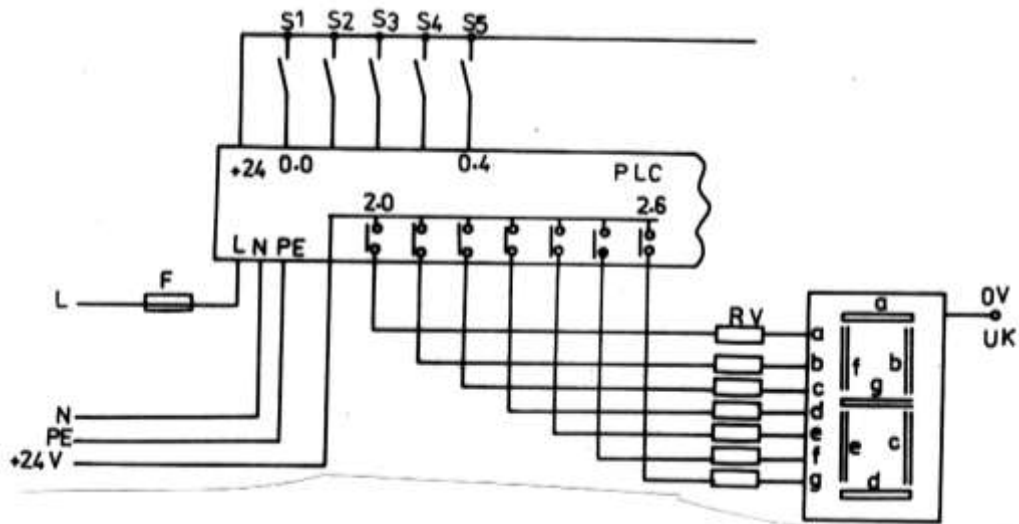 S1 S2 S3 S4 S5
+24 0.0 0.4 PLC
2.0 2.6
L N PE
F
L
RV
0V
UK
a
b
c
d
e
f
g
a
f b
g
e c
d
N
PE
+24V